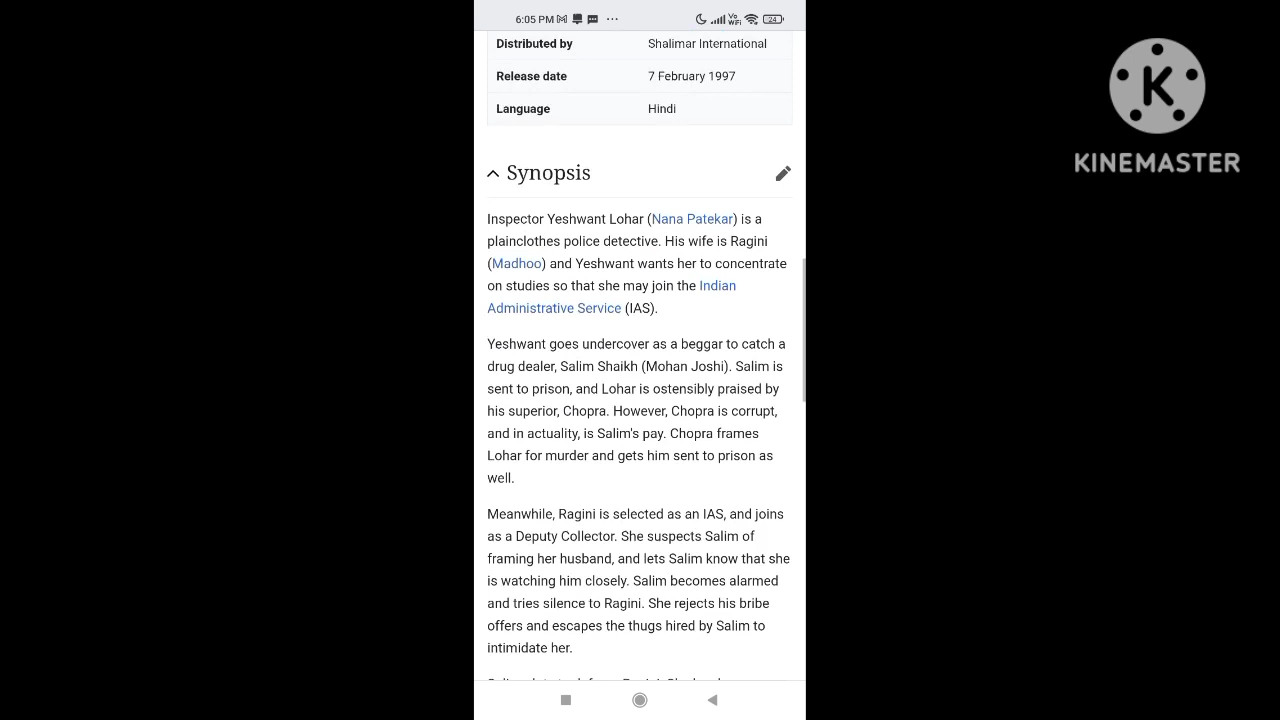 6:05 PM
Vo WiFi
24
Distributed by Shalimar International
Release date 7 February 1997
Language Hindi
K
KINEMASTER
Synopsis
Inspector Yeshwant Lohar (Nana Patekar) is a
plainclothes police detective. His wife is Ragini
(Madhoo) and Yeshwant wants her to concentrate
on studies so that she may join the Indian
Administrative Service (IAS).
Yeshwant goes undercover as a beggar to catch a
drug dealer, Salim Shaikh (Mohan Joshi). Salim is
sent to prison, and Lohar is ostensibly praised by
his superior, Chopra. However, Chopra is corrupt,
and in actuality, is Salim's pay. Chopra frames
Lohar for murder and gets him sent to prison as
well.
Meanwhile, Ragini is selected as an IAS, and joins
as a Deputy Collector. She suspects Salim of
framing her husband, and lets Salim know that she
is watching him closely. Salim becomes alarmed
and tries silence to Ragini. She rejects his bribe
offers and escapes the thugs hired by Salim to
intimidate her.